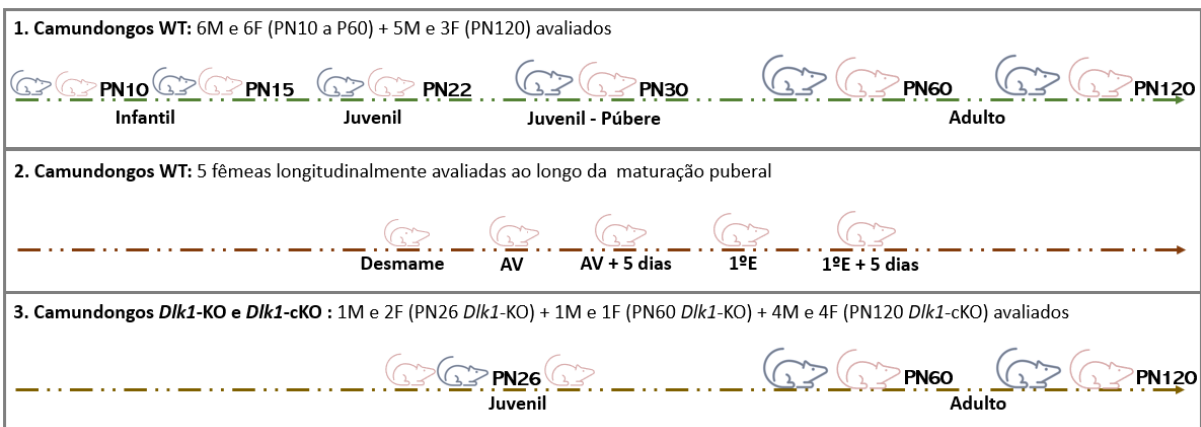 1. Camundongos WT: 6M e 6F (PN10 a P60) + 5M e 3F (PN120) avaliados
PN10 PN15 PN22 PN30 PN60 PN120
Infantil Juvenil Juvenil - Púbere Adulto
2. Camundongos WT: 5 fêmeas longitudinalmente avaliadas ao longo da maturação puberal
Desmame AV AV + 5 dias 1ºE 1ºE + 5 dias
3. Camundongos Dlk1-KO e Dlk1-cKO : 1M e 2F (PN26 Dlk1-KO) + 1M e 1F (PN60 Dlk1-KO) + 4M e 4F (PN120 Dlk1-cKO) avaliados
PN26 PN60 PN120
Juvenil Adulto